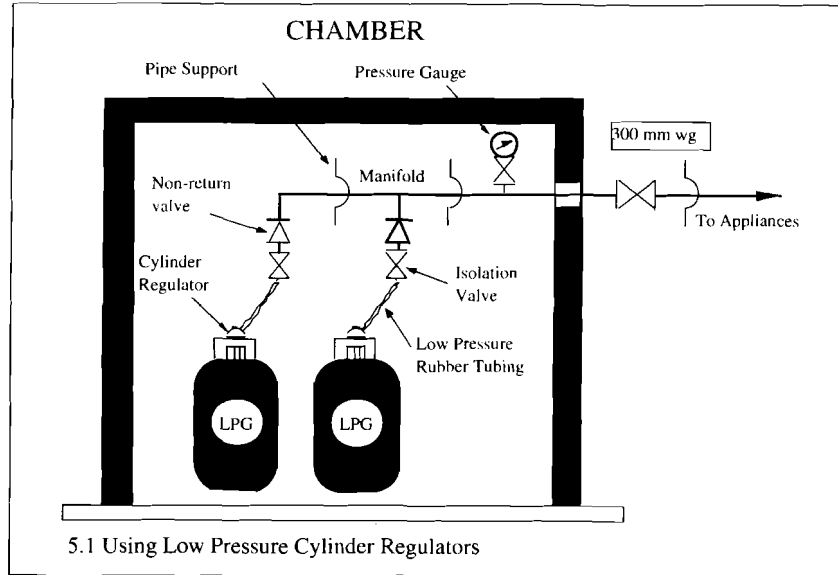 CHAMBER
Pipe Support
Pressure Gauge
300 mm wg
Manifold
Non-return
valve
To Appliances
Cylinder
Regulator
Isolation
Valve
Low Pressure
Rubber Tubing
LPG
LPG
5.1 Using Low Pressure Cylinder Regulators